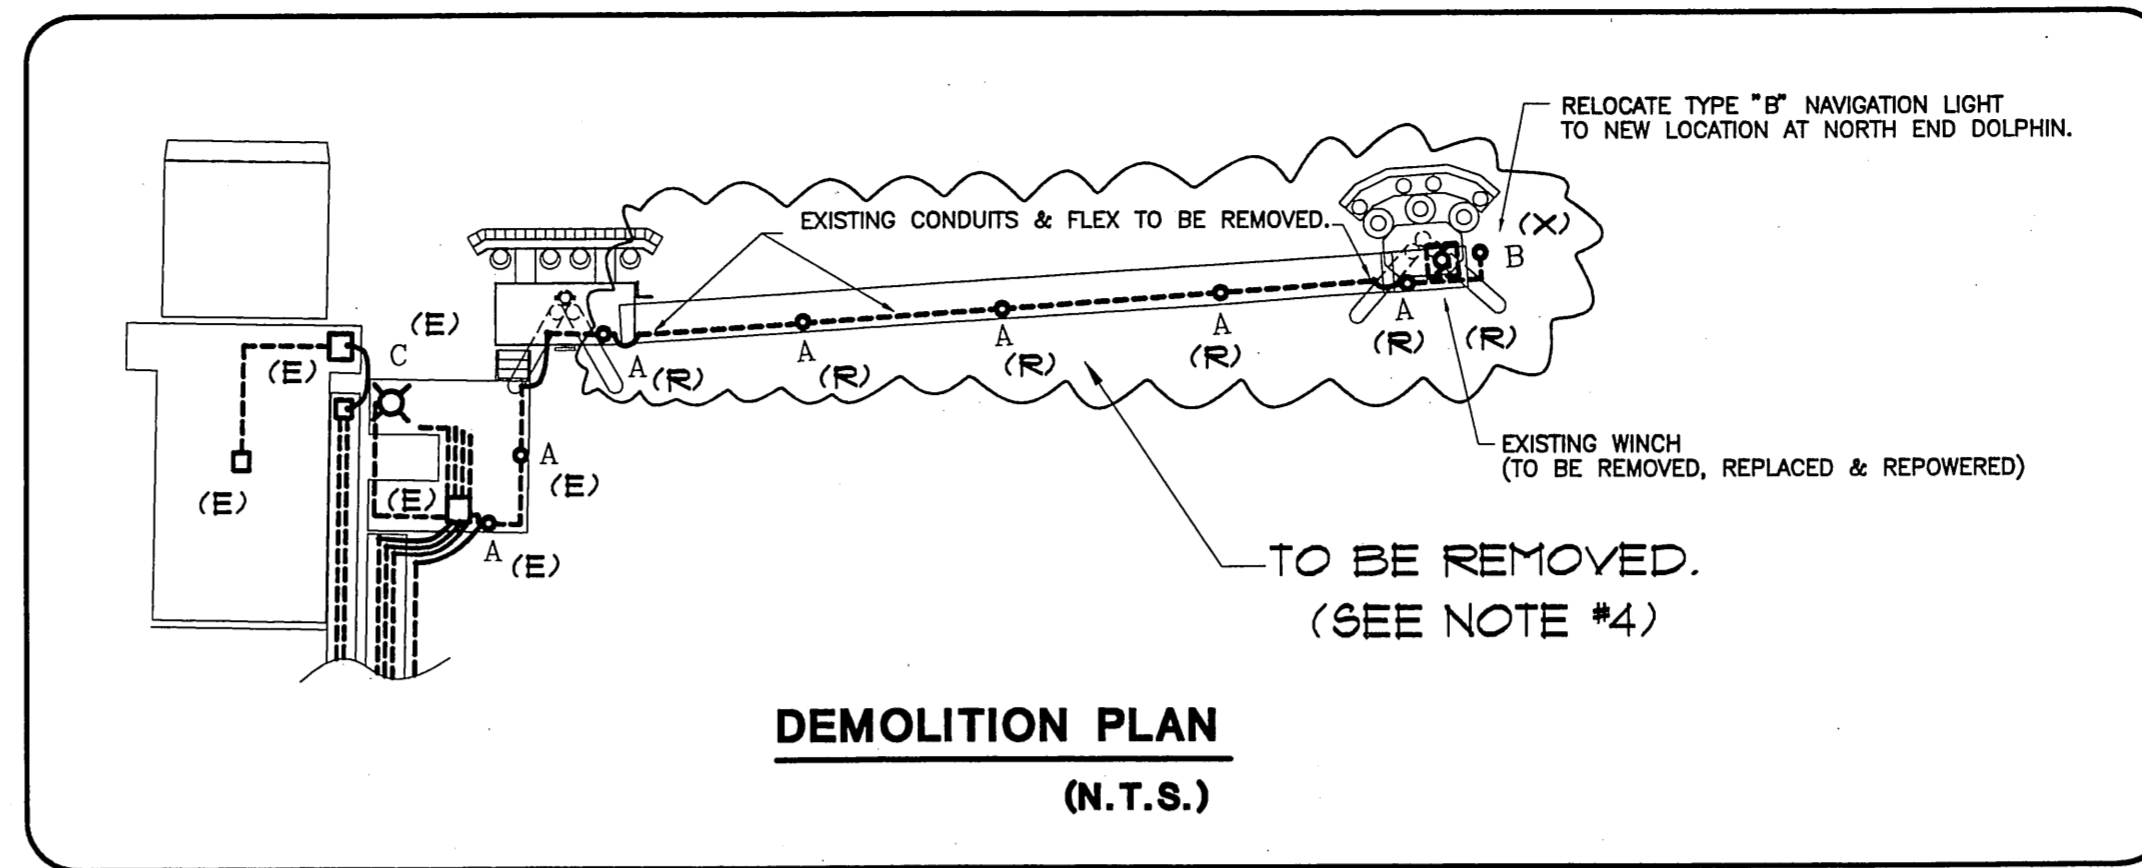 RELOCATE TYPE "B" NAVIGATION LIGHT
TO NEW LOCATION AT NORTH END DOLPHIN.
EXISTING CONDUITS & FLEX TO BE REMOVED.
(X)
B
(E)
C
(E)
A
(R)
A
(R)
A
(R)
A
(R)
A
(R)
(R)
EXISTING WINCH
(TO BE REMOVED, REPLACED & REPOWERED)
A
(E)
(E)
(E)
A
(E)
TO BE REMOVED.
(SEE NOTE #4)
DEMOLITION PLAN
(N.T.S.)